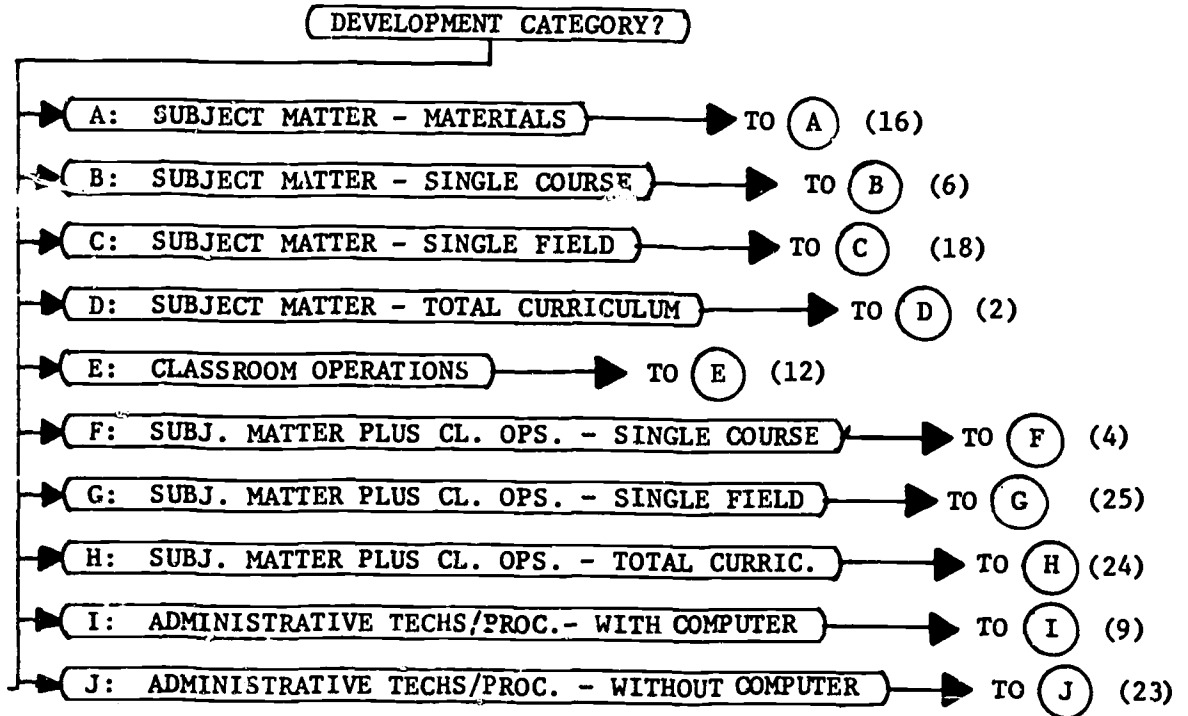 DEVELOPMENT CATEGORY?
A: SUBJECT MATTER - MATERIALS TO A (16)
B: SUBJECT MATTER - SINGLE COURSE TO B (6)
C: SUBJECT MATTER - SINGLE FIELD TO C (18)
D: SUBJECT MATTER - TOTAL CURRICULUM TO D (2)
E: CLASSROOM OPERATIONS TO E (12)
F: SUBJ. MATTER PLUS CL. OPS. - SINGLE COURSE TO F (4)
G: SUBJ. MATTER PLUS CL. OPS. - SINGLE FIELD TO G (25)
H: SUBJ. MATTER PLUS CL. OPS. - TOTAL CURRIC. TO H (24)
I: ADMINISTRATIVE TECHS/PROC.- WITH COMPUTER TO I (9)
J: ADMINISTRATIVE TECHS/PROC. - WITHOUT COMPUTER TO J (23)